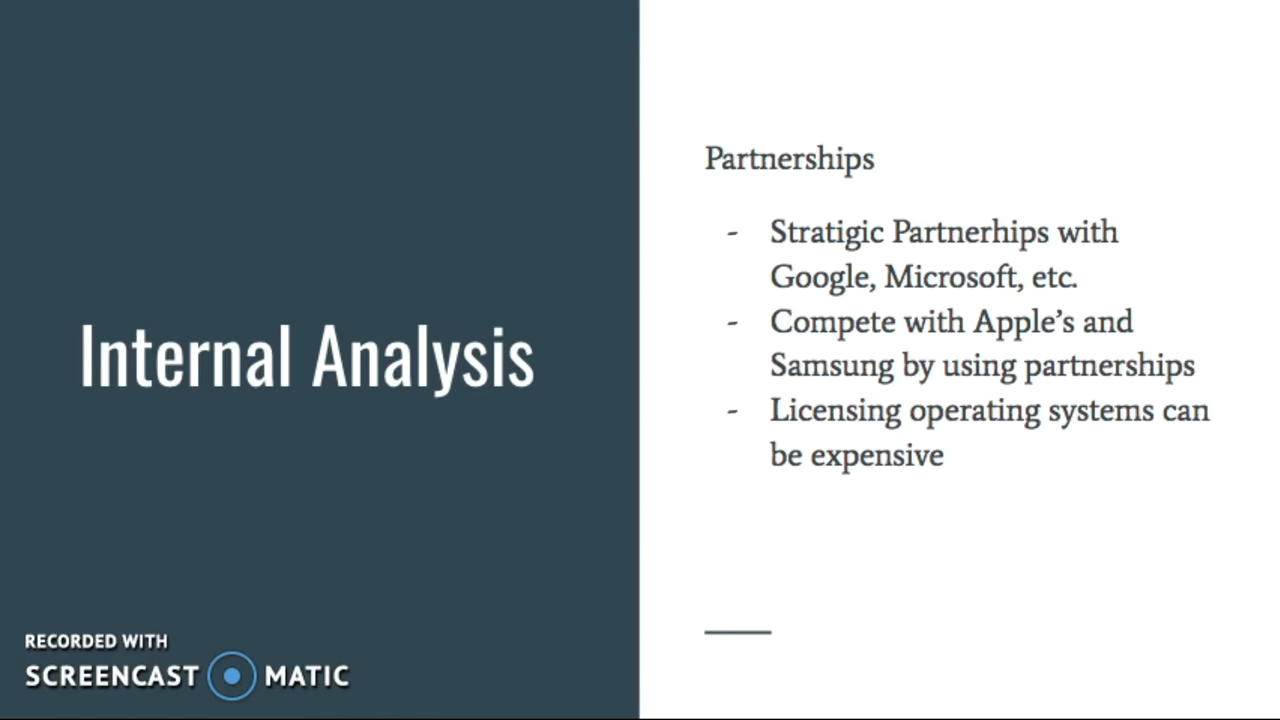 Internal Analysis
Partnerships
- Stratigic Partnerhips with
Google, Microsoft, etc.
- Compete with Apple’s and
Samsung by using partnerships
- Licensing operating systems can
be expensive
RECORDED WITH
SCREENCAST MATIC